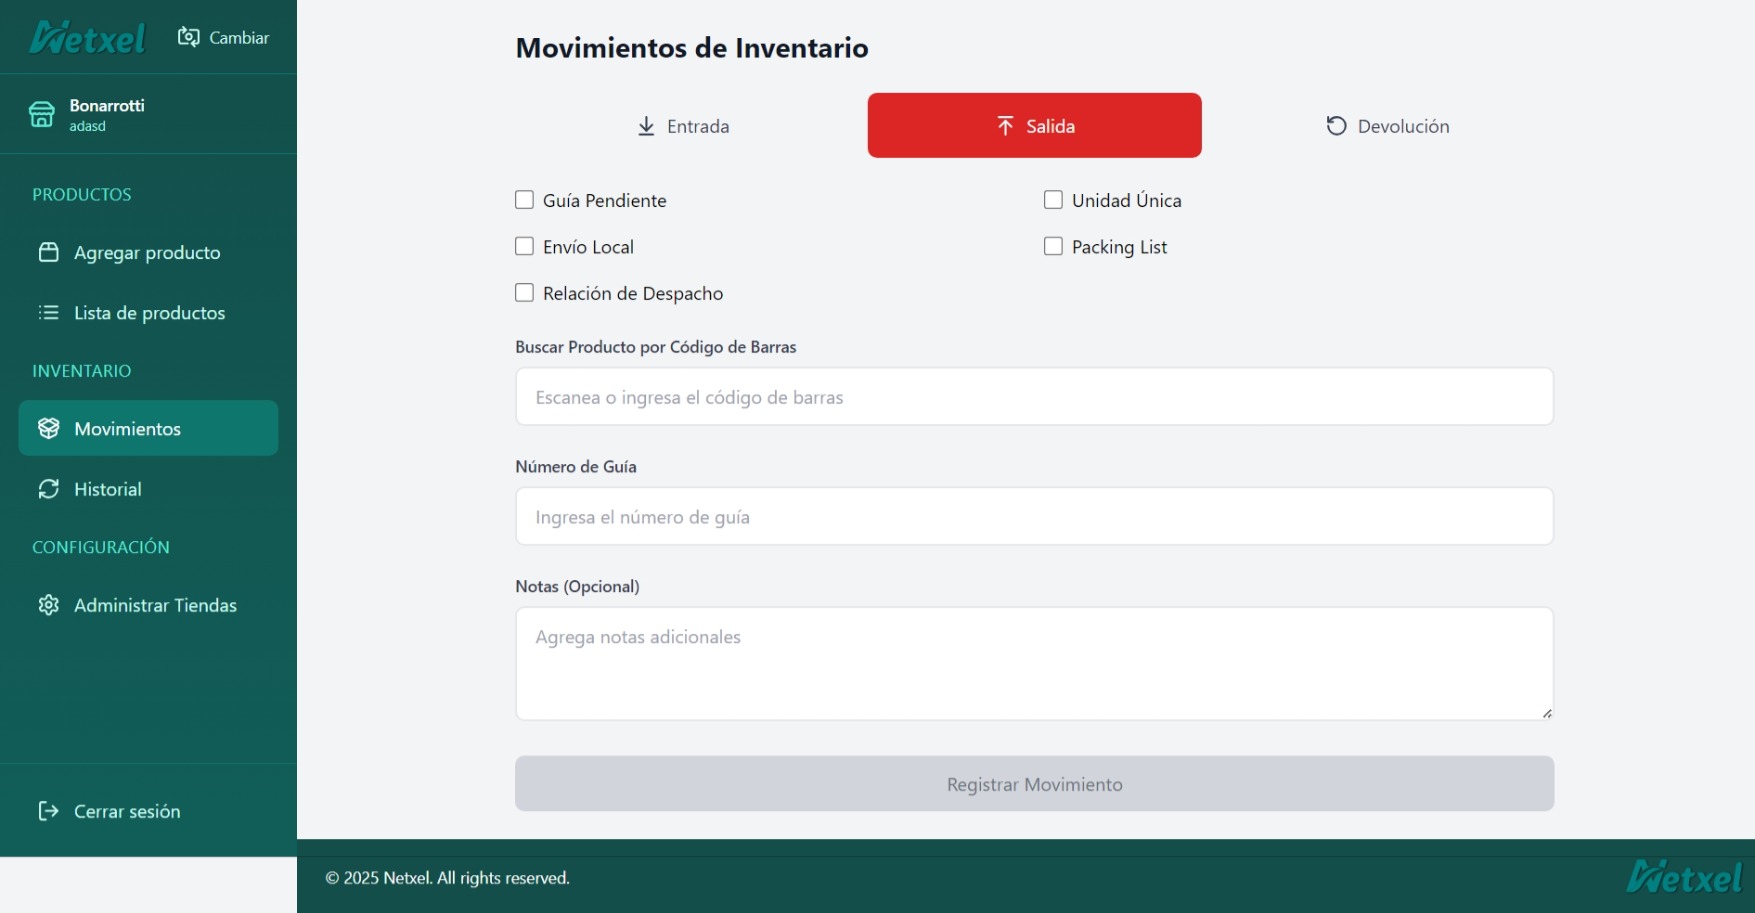 Netxel
Cambiar
Bonarrotti
adasd
PRODUCTOS
Agregar producto
Lista de productos
INVENTARIO
Movimientos
Historial
CONFIGURACIÓN
Administrar Tiendas
Cerrar sesión
Movimientos de Inventario
Entrada
Salida
Devolución
Guía Pendiente
Unidad Única
Envío Local
Packing List
Relación de Despacho
Buscar Producto por Código de Barras
Escanea o ingresa el código de barras
Número de Guía
Ingresa el número de guía
Notas (Opcional)
Agrega notas adicionales
Registrar Movimiento
© 2025 Netxel. All rights reserved.
Netxel